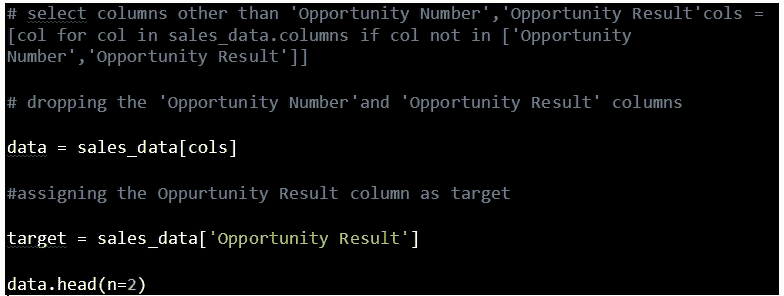 # select columns other than 'Opportunity Number','Opportunity Result'cols =
[col for col in sales_data.columns if col not in ['Opportunity
Number','Opportunity Result']]
# dropping the 'Opportunity Number'and 'Opportunity Result' columns
data = sales_data[cols]
#assigning the Oppurtunity Result column as target
target = sales_data['Opportunity Result']
data.head(n=2)